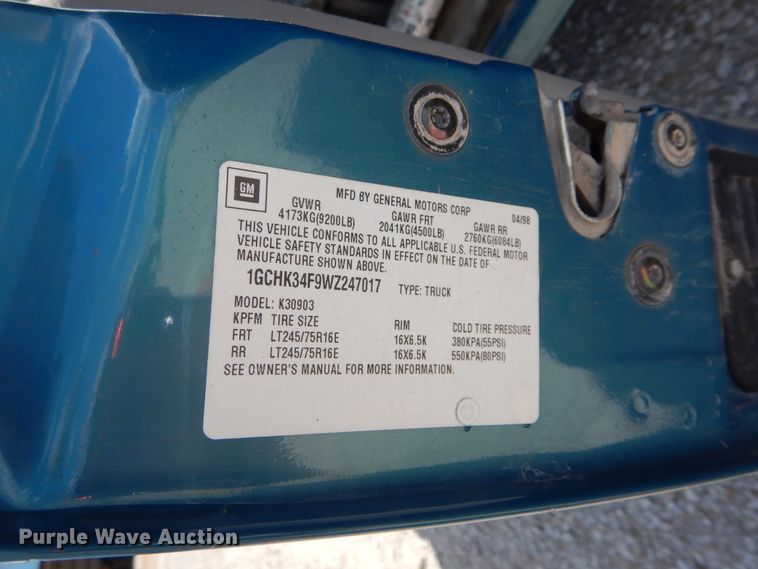 GM
MFD BY GENERAL MOTORS CORP 04/98
GVWR GAWR FRT GAWR RR
4173KG(9200LB) 2041KG(4500LB) 2760KG(6084LB)
THIS VEHICLE CONFORMS TO ALL APPLICABLE U.S. FEDERAL MOTOR
VEHICLE SAFETY STANDARDS IN EFFECT ON THE DATE OF
MANUFACTURE SHOWN ABOVE.
1GCHK34F9WZ247017 TYPE: TRUCK
MODEL: K30903
KPFM TIRE SIZE RIM COLD TIRE PRESSURE
FRT LT245/75R16E 16X6.5K 380KPA(55PSI)
RR LT245/75R16E 16X6.5K 550KPA(80PSI)
SEE OWNER'S MANUAL FOR MORE INFORMATION.
Purple Wave Auction